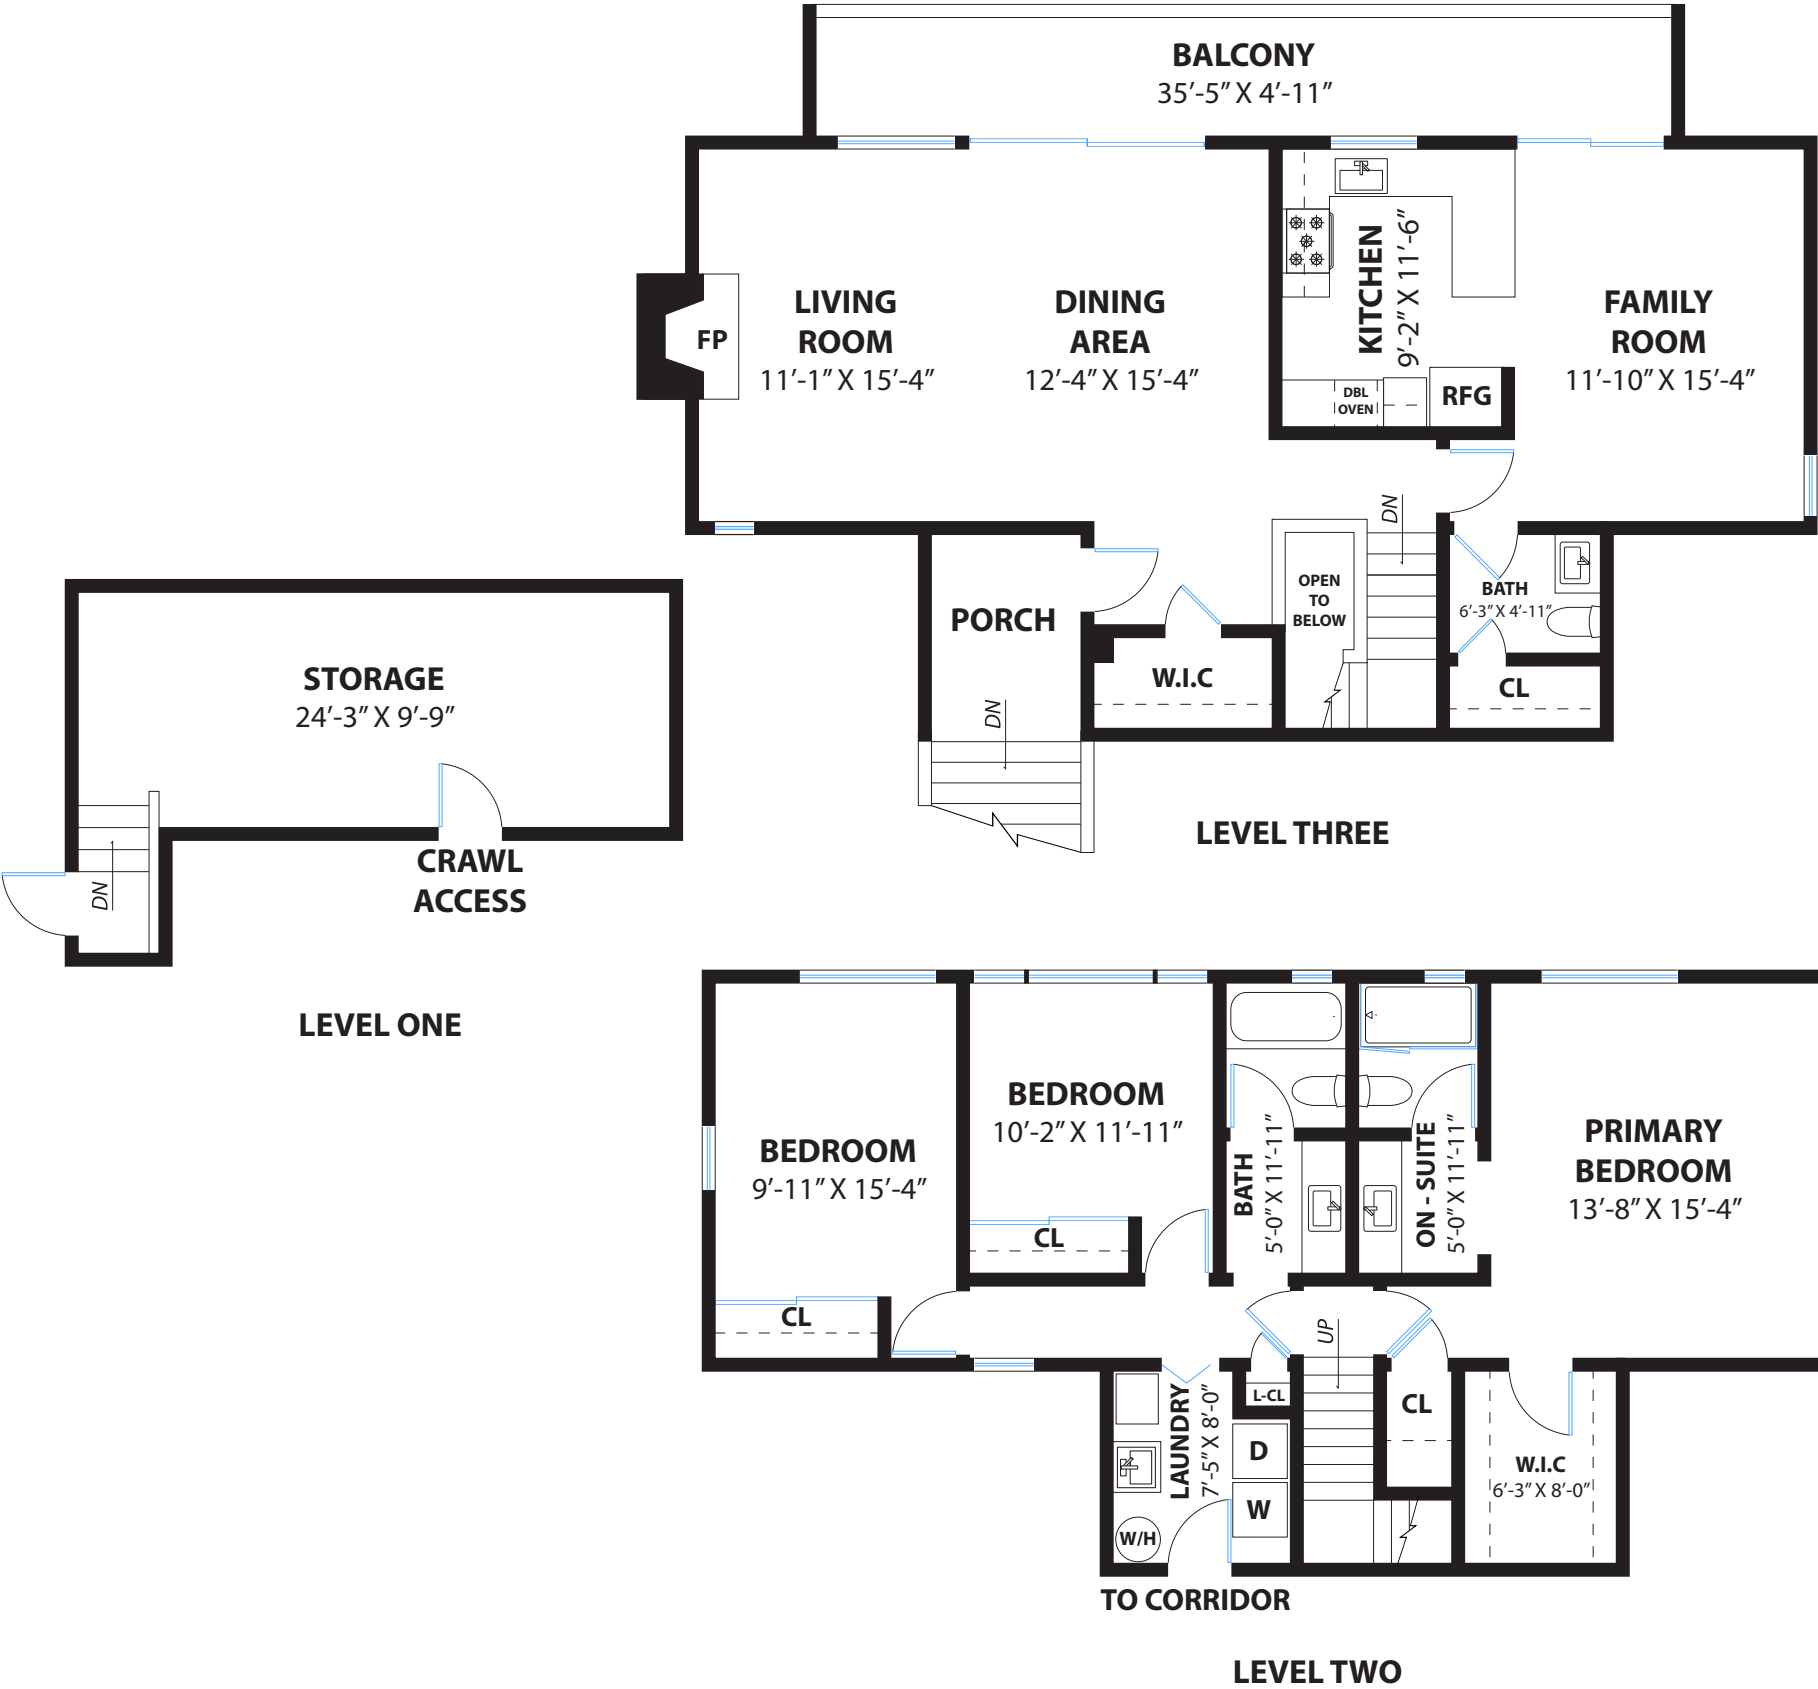 BALCONY
35’-5” X 4’-11”
LIVING
ROOM
11’-1” X 15’-4”
FP
DINING
AREA
12’-4” X 15’-4”
KITCHEN
9’-2” X 11’-6”
DBL
OVEN
RFG
FAMILY
ROOM
11’-10” X 15’-4”
DN
OPEN
TO
BELOW
BATH
6’-3” X 4’-11”
CL
PORCH
DN
W.I.C
LEVEL THREE
STORAGE
24’-3” X 9’-9”
DN
CRAWL
ACCESS
LEVEL ONE
BEDROOM
9’-11” X 15’-4”
CL
BEDROOM
10’-2” X 11’-11”
CL
BATH
5’-0” X 11’-11”
ON - SUITE
5’-0” X 11’-11”
PRIMARY
BEDROOM
13’-8” X 15’-4”
UP
L-CL
LAUNDRY
7’-5” X 8’-0”
D
W
W/H
CL
W.I.C
6’-3” X 8’-0”
TO CORRIDOR
LEVEL TWO